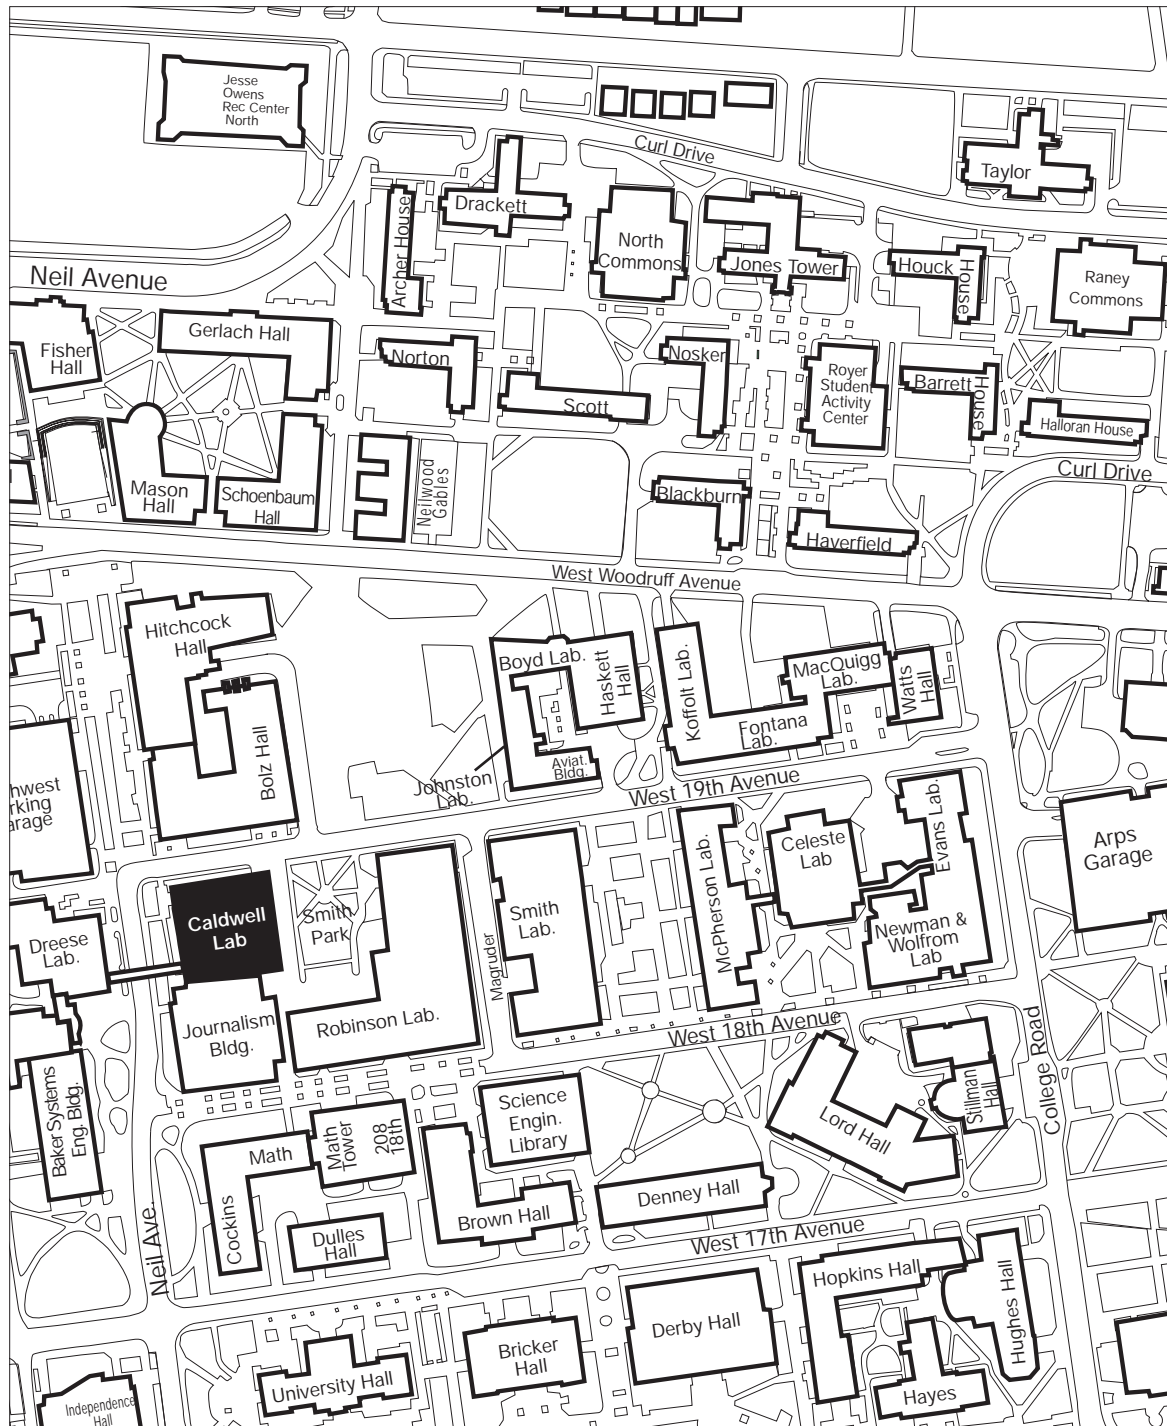 Jesse
Owens
Rec Center
North
Curl Drive
Taylor
Drackett
Archer House
North
Commons
Jones Tower
Houck
House
Raney
Commons
Neil Avenue
Fisher
Hall
Gerlach Hall
Norton
Scott
Nosker
Royer
Student
Activity
Center
Barrett
House
Halloran House
Curl Drive
Mason
Hall
Schoenbaum
Hall
Neilwood
Gables
Blackburn
Haverfield
West Woodruff Avenue
Hitchcock
Hall
Boyd Lab.
Haskett
Hall
Koffolt Lab.
MacQuigg
Lab.
Watts
Hall
Fontana
Lab.
Bolz Hall
Johnston
Lab.
Aviat.
Bldg.
West 19th Avenue
hwest
rking
arage
McPherson Lab.
Celeste
Lab
Evans Lab.
Arps
Garage
Caldwell
Lab
Smith
Park
Smith
Lab.
Dreese
Lab.
Newman &
Wolfrom
Lab
Magruder
Journalism
Bldg.
Robinson Lab.
West 18th Avenue
College Road
Baker Systems
Eng. Bldg.
Science
Engin.
Library
Lord Hall
Stillman
Hall
Math
Math
Tower
208
18th
Cockins
Dulles
Hall
Brown Hall
Denney Hall
West 17th Avenue
Neil Ave.
Hopkins Hall
Hughes Hall
Derby Hall
Bricker
Hall
University Hall
Hayes
Independence
Hall